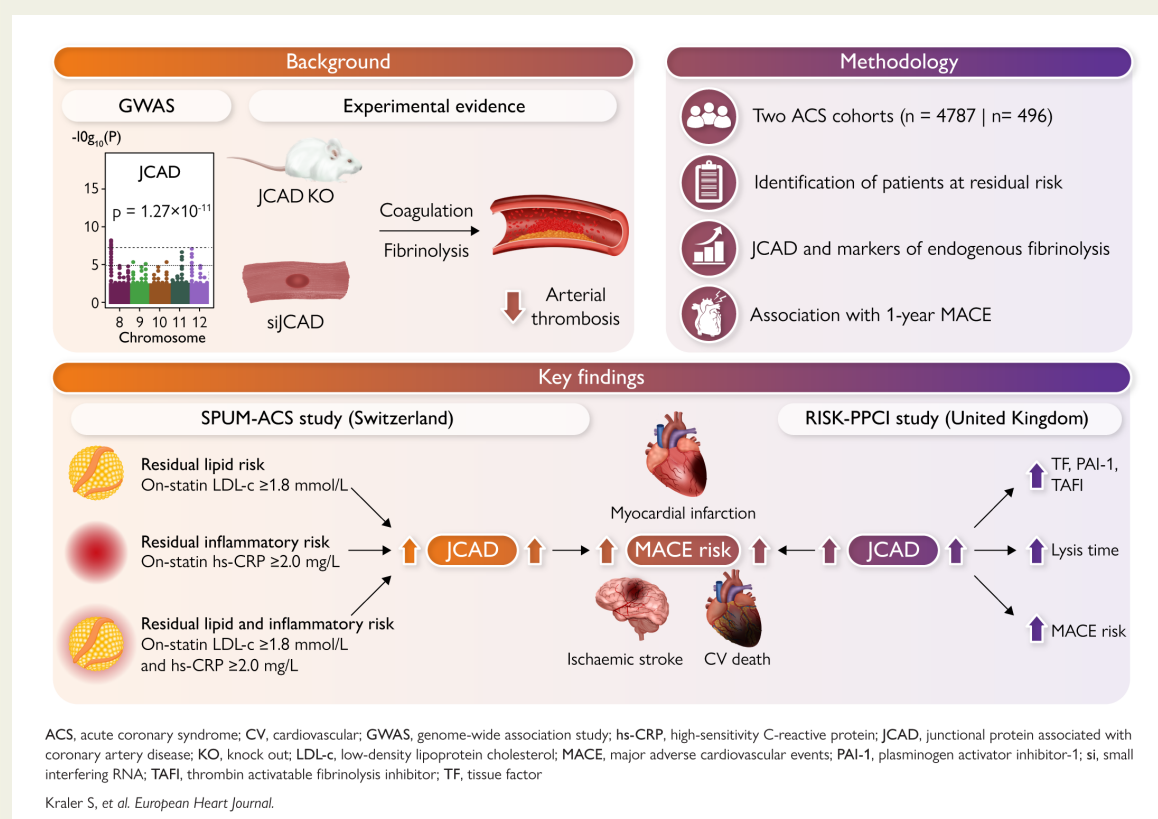 Background
GWAS
Experimental evidence
-l0g10(P)
JCAD
p = 1.27×10-11
15
10
5
0
8 9 10 11 12
Chromosome
JCAD KO
siJCAD
Coagulation
Fibrinolysis
Arterial
thrombosis
Methodology
Two ACS cohorts (n = 4787 | n= 496)
Identification of patients at residual risk
JCAD and markers of endogenous fibrinolysis
Association with 1-year MACE
Key findings
SPUM-ACS study (Switzerland)
Residual lipid risk
On-statin LDL-c ≥1.8 mmol/L
Residual inflammatory risk
On-statin hs-CRP ≥2.0 mg/L
Residual lipid and inflammatory risk
On-statin LDL-c ≥1.8 mmol/L
and hs-CRP ≥2.0 mg/L
JCAD
Myocardial infarction
MACE risk
Ischaemic stroke
CV death
RISK-PPCI study (United Kingdom)
JCAD
TF, PAI-1,
TAFI
Lysis time
MACE risk
ACS, acute coronary syndrome; CV, cardiovascular; GWAS, genome-wide association study; hs-CRP, high-sensitivity C-reactive protein; JCAD, junctional protein associated with
coronary artery disease; KO, knock out; LDL-c, low-density lipoprotein cholesterol; MACE, major adverse cardiovascular events; PAI-1, plasminogen activator inhibitor-1; si, small
interfering RNA; TAFI, thrombin activatable fibrinolysis inhibitor; TF, tissue factor
Kraler S, et al. European Heart Journal.